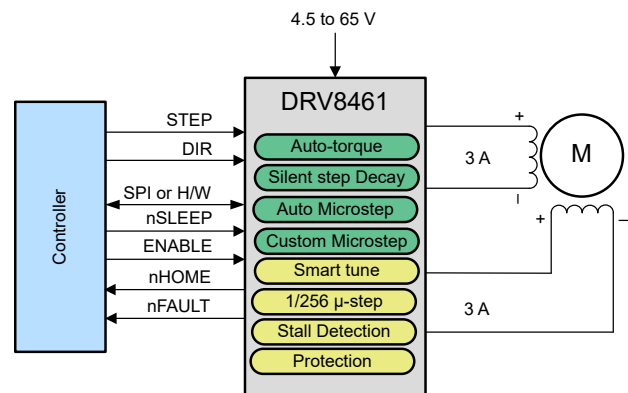 4.5 to 65 V
DRV8461
Controller
STEP
DIR
SPI or H/W
nSLEEP
ENABLE
nHOME
nFAULT
Auto-torque
Silent step Decay
Auto Microstep
Custom Microstep
Smart tune
1/256 μ-step
Stall Detection
Protection
+
3 A
–
M
+
–
3 A